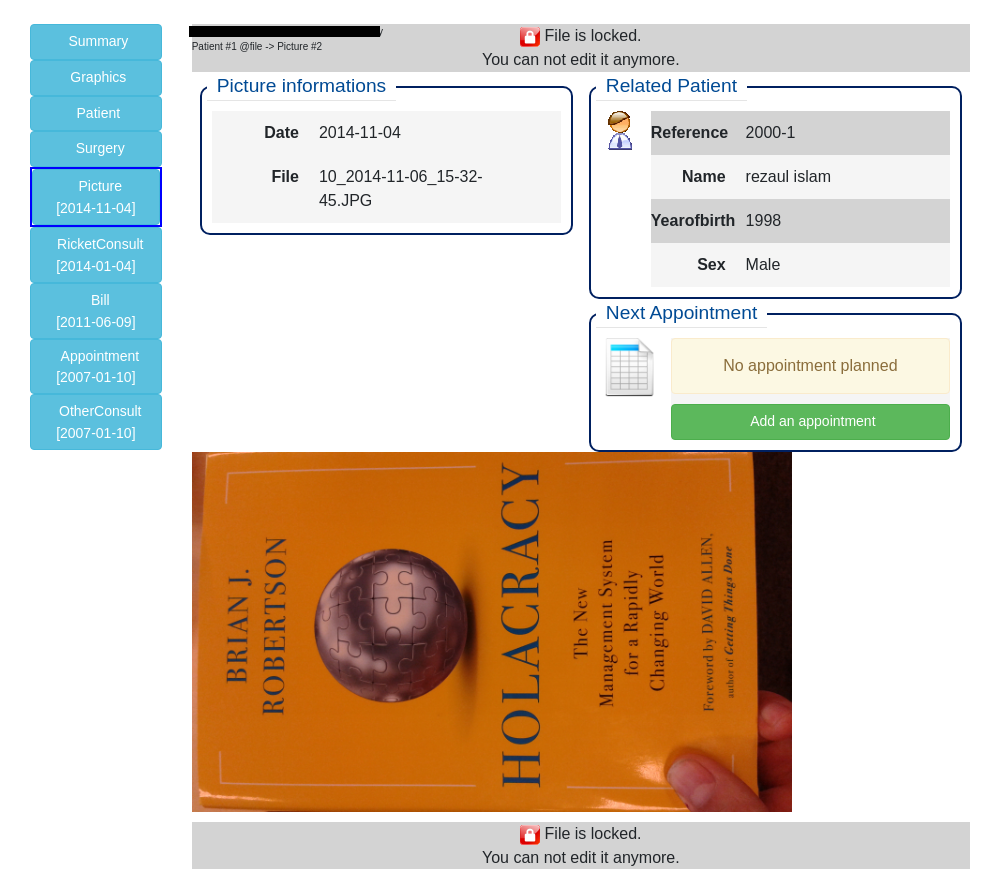 Summary
Graphics
Patient
Surgery
Picture
[2014-11-04]
RicketConsult
[2014-01-04]
Bill
[2011-06-09]
Appointment
[2007-01-10]
OtherConsult
[2007-01-10]
/
Patient #1 @file -> Picture #2
File is locked.
You can not edit it anymore.
Picture informations
Date 2014-11-04
File 10_2014-11-06_15-32-
45.JPG
Related Patient
Reference 2000-1
Name rezaul islam
Yearofbirth 1998
Sex Male
Next Appointment
No appointment planned
Add an appointment
BRIAN J.
ROBERTSON
HOLACRACY
The New
Management System
for a Rapidly
Changing World
Foreword by DAVID ALLEN,
author of Getting Things Done
File is locked.
You can not edit it anymore.